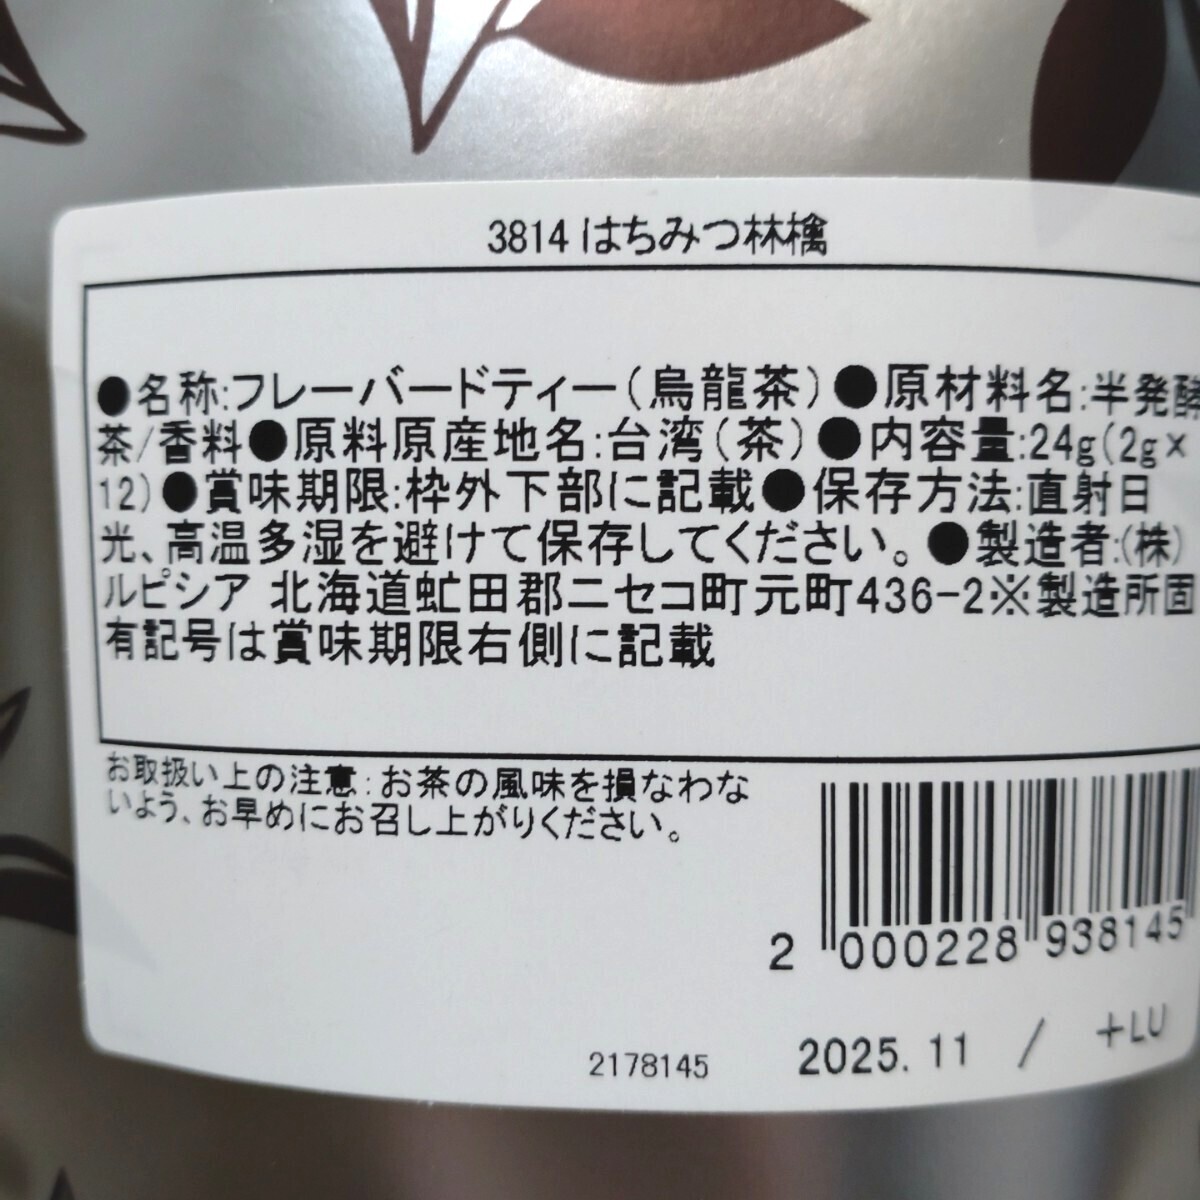 3814 はちみつ林檎
●名称:フレーバードティー(烏龍茶)●原材料名:半発酵
茶/香料●原料原産地名:台湾(茶)●内容量:24g(2g×
12)●賞味期限:枠外下部に記載●保存方法:直射日
光、高温多湿を避けて保存してください。●製造者:(株)
ルピシア 北海道虻田郡ニセコ町元町436-2※製造所固
有記号は賞味期限右側に記載
お取扱い上の注意:お茶の風味を損なわな
いよう、お早めにお召し上がりください。
2 000228 938145
2178145 2025.11 / +LU